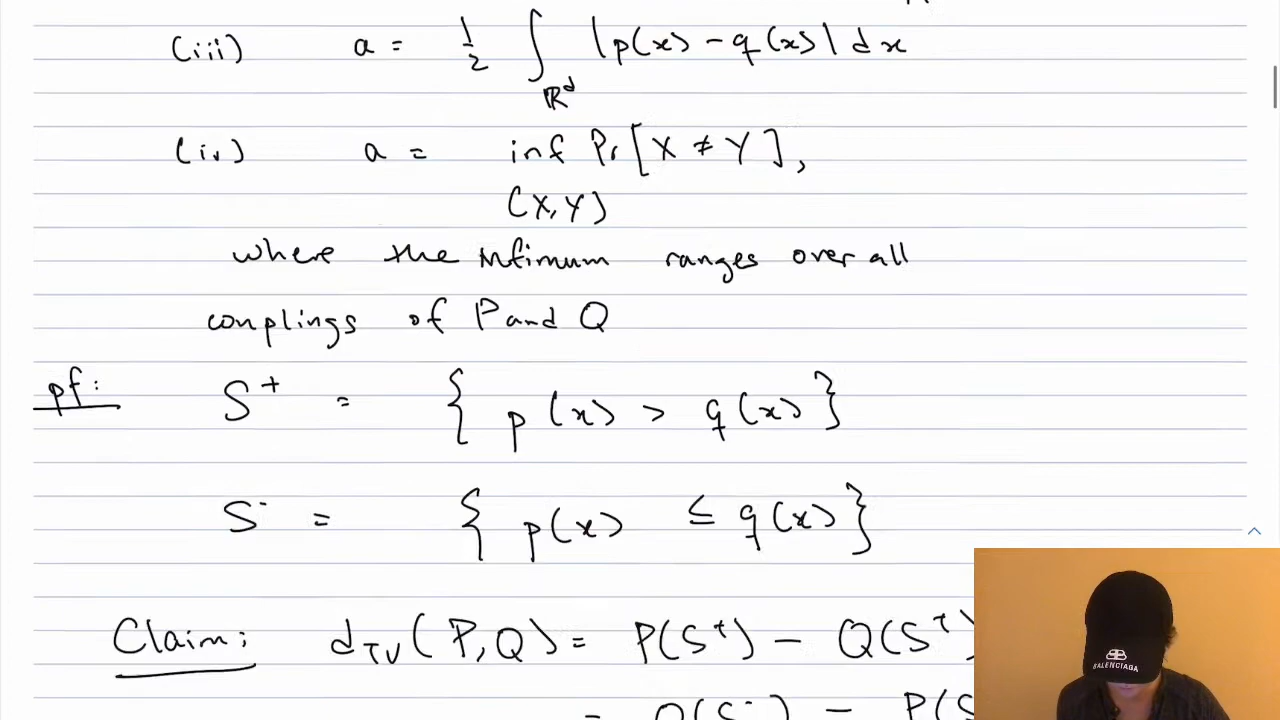 (iii) a = 1/2 ∫_{ℝ^d} |p(x) - q(x)| dx
(iv) a = inf Pr[X ≠ Y],
(X,Y)
where the infimum ranges over all
couplings of P and Q
pf: S⁺ = { p(x) > q(x) }
S⁻ = { p(x) ≤ q(x) }
Claim: d_TV(P,Q) = P(S⁺) - Q(S⁺)
= Q(S⁻) - P(S
BALENCIAGA